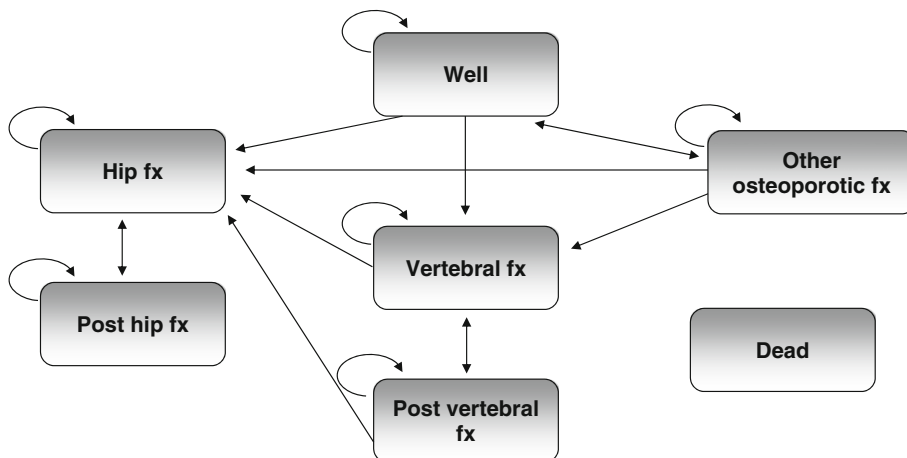 Well
Hip fx
Other
osteoporotic fx
Vertebral fx
Post hip fx
Dead
Post vertebral
fx